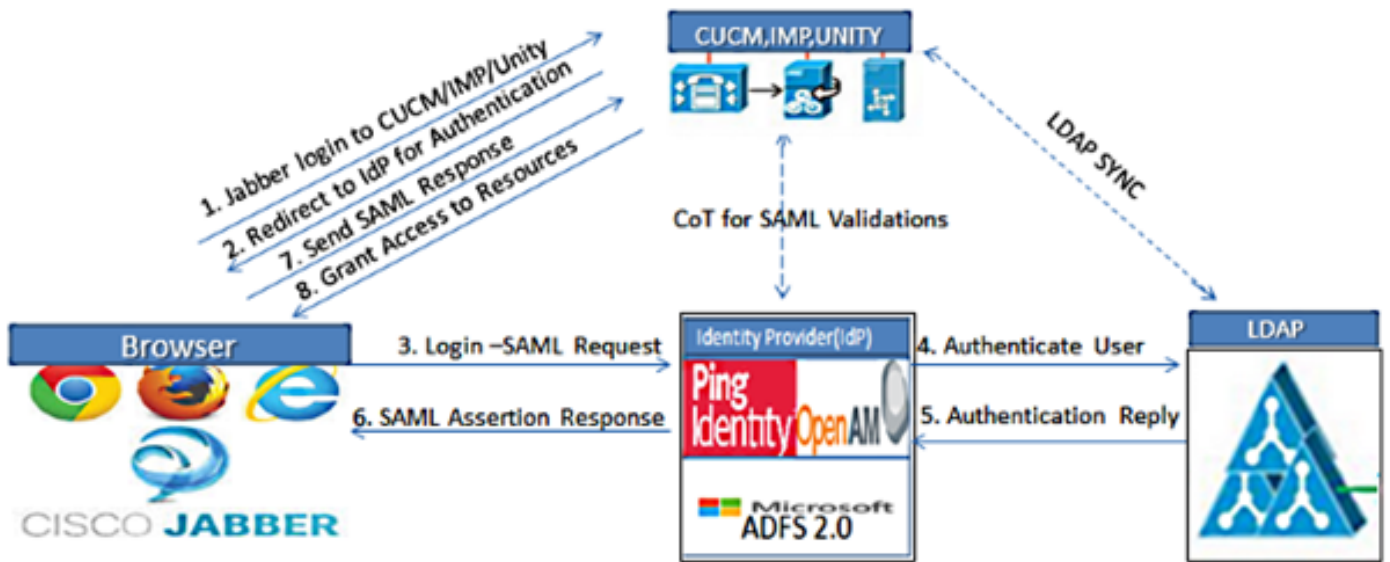 CUCM,IMP,UNITY
1. Jabber login to CUCM/IMP/Unity
2. Redirect to IdP for Authentication
7. Send SAML Response
8. Grant Access to Resources
LDAP SYNC
CoT for SAML Validations
Browser
3. Login –SAML Request
6. SAML Assertion Response
CISCO JABBER
Identity Provider(IdP)
Ping
Identity
OpenAM
Microsoft
ADFS 2.0
4. Authenticate User
5. Authentication Reply
LDAP